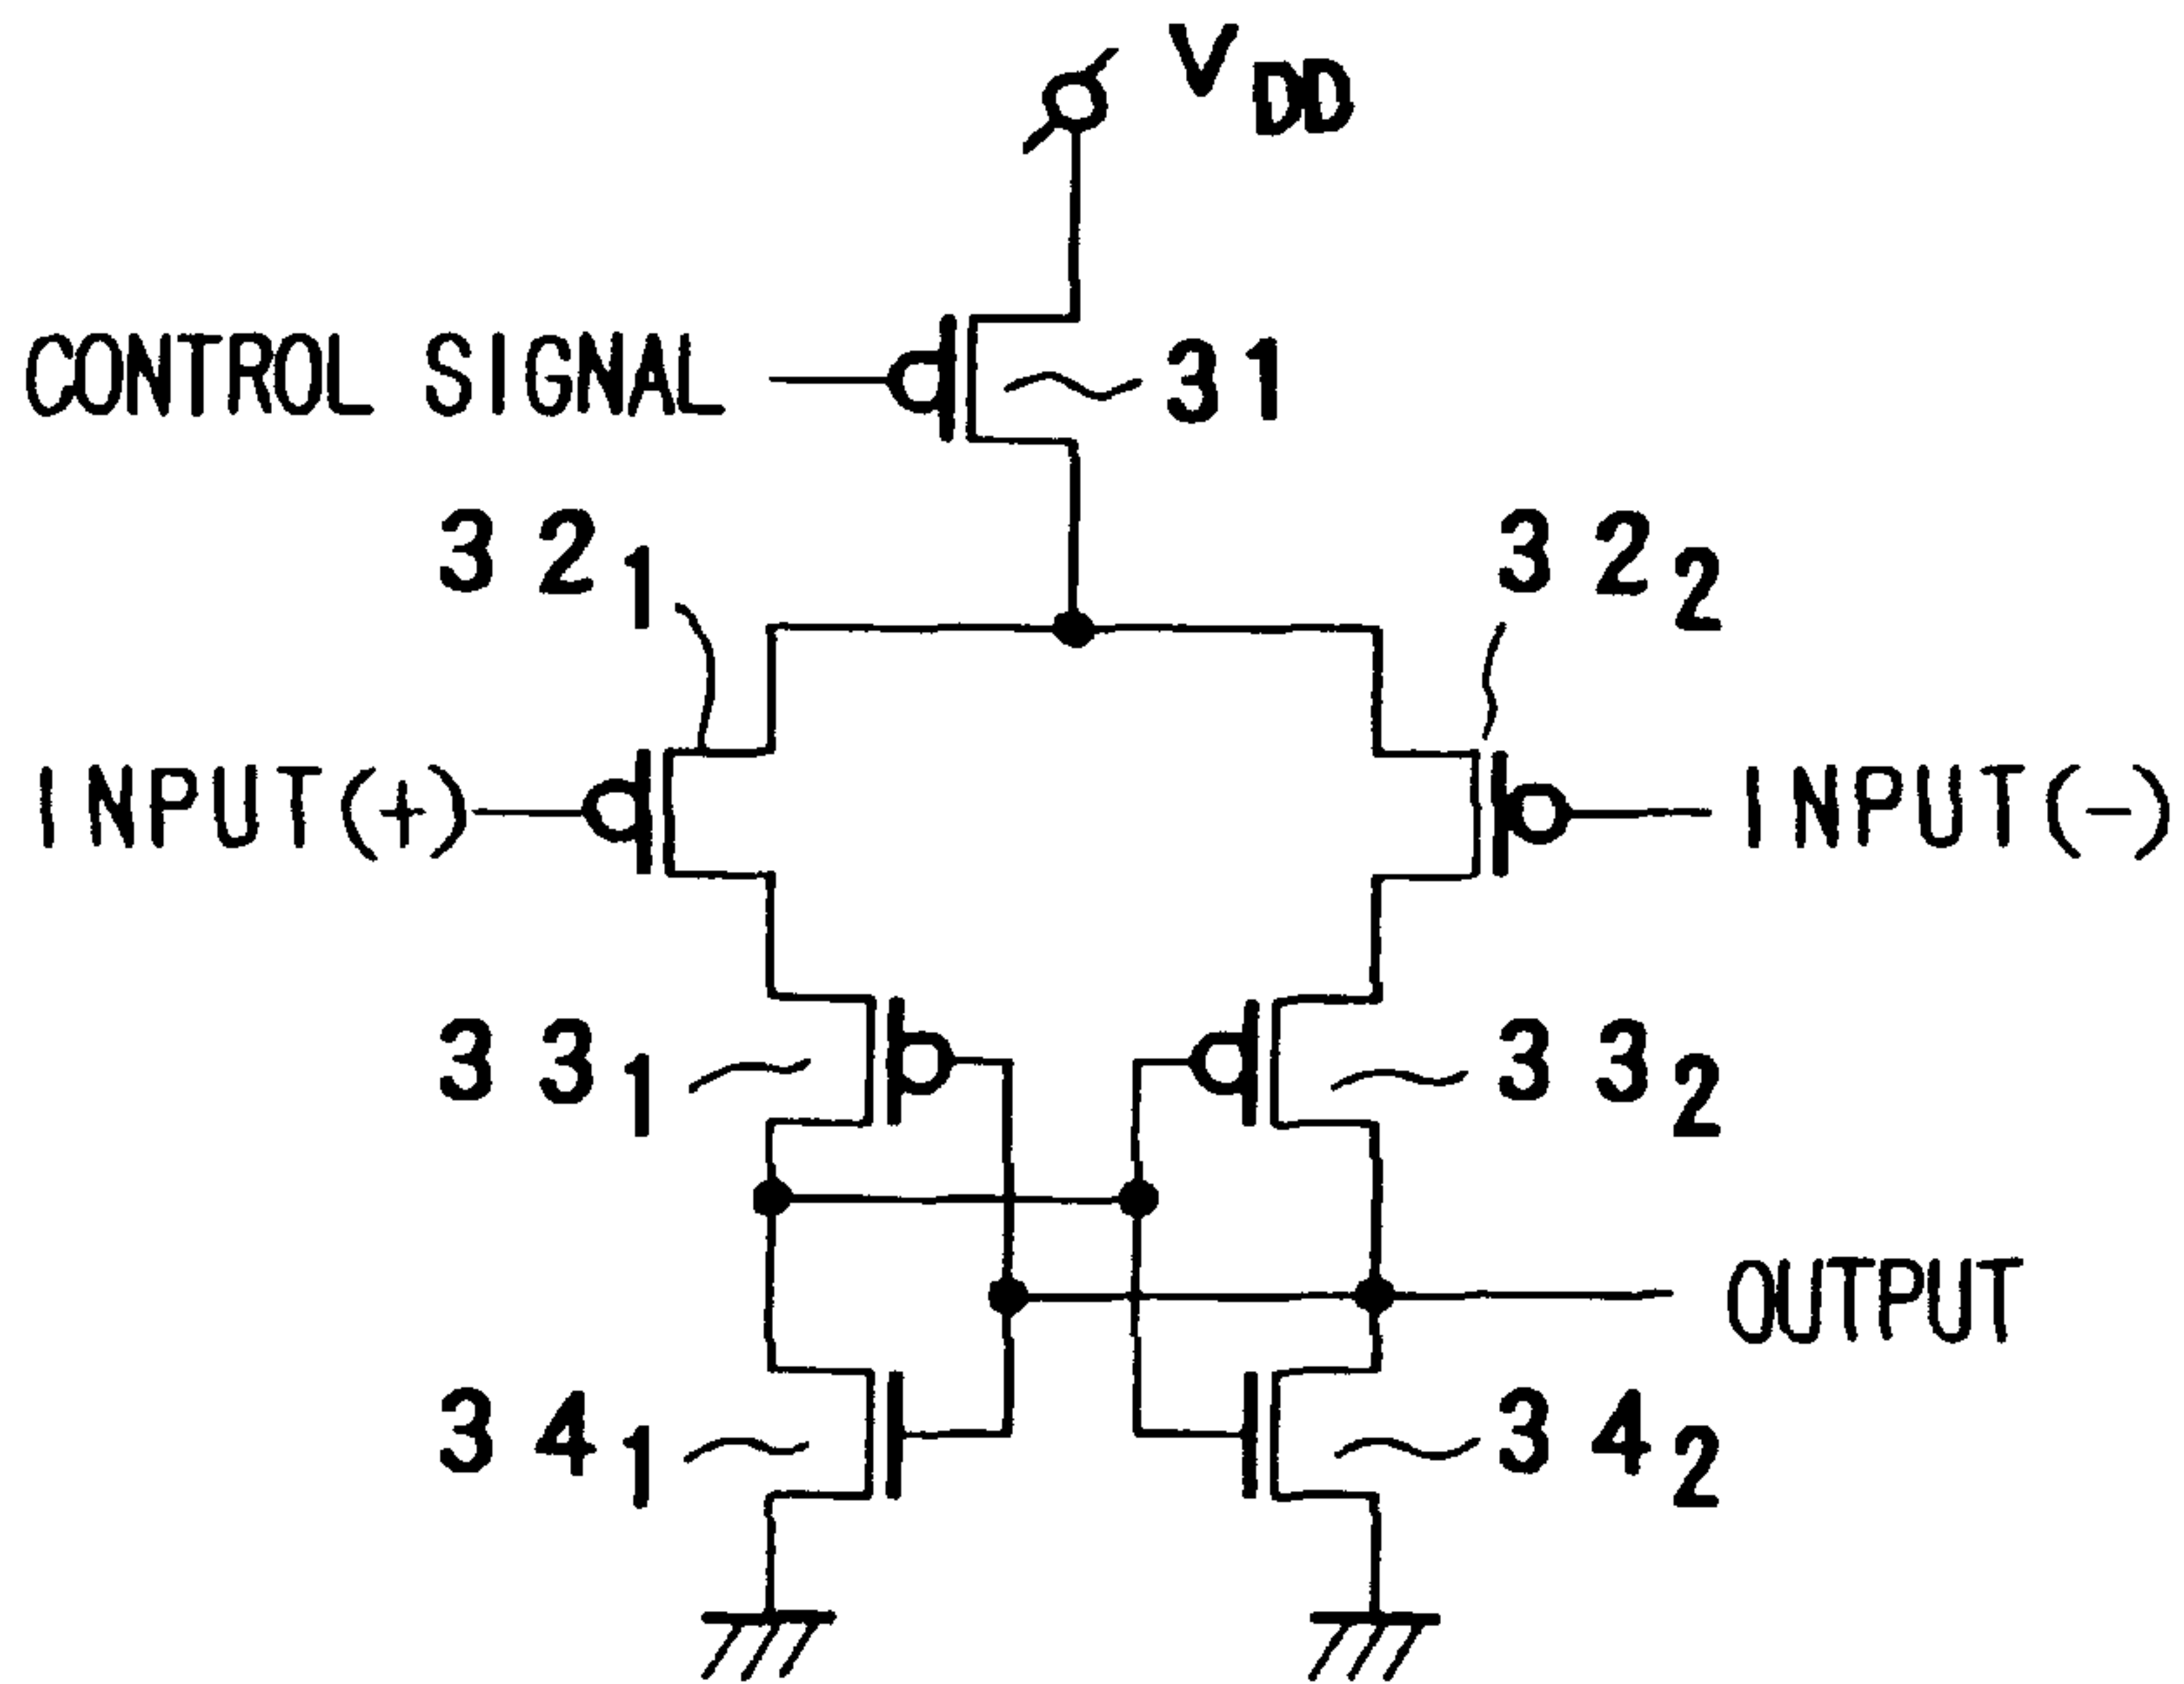 VDD
CONTROL SIGNAL
31
321
322
INPUT(+)
INPUT(-)
331
332
OUTPUT
341
342